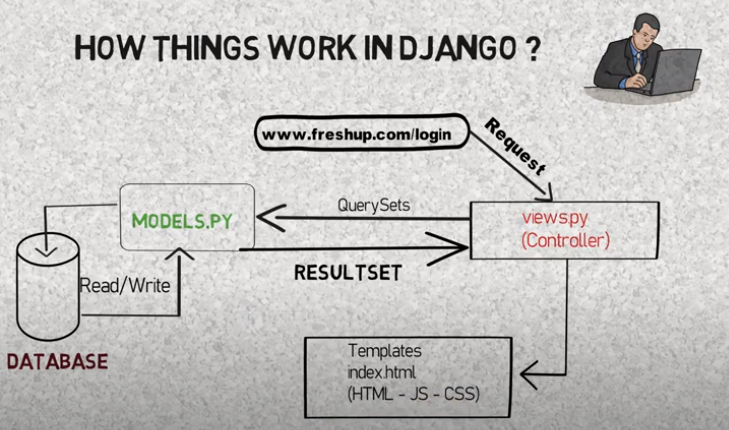 HOW THINGS WORK IN DJANGO ?
www.freshup.com/login
Request
QuerySets
MODELS.PY
views.py
(Controller)
RESULTSET
Read/Write
DATABASE
Templates
index.html
(HTML - JS - CSS)